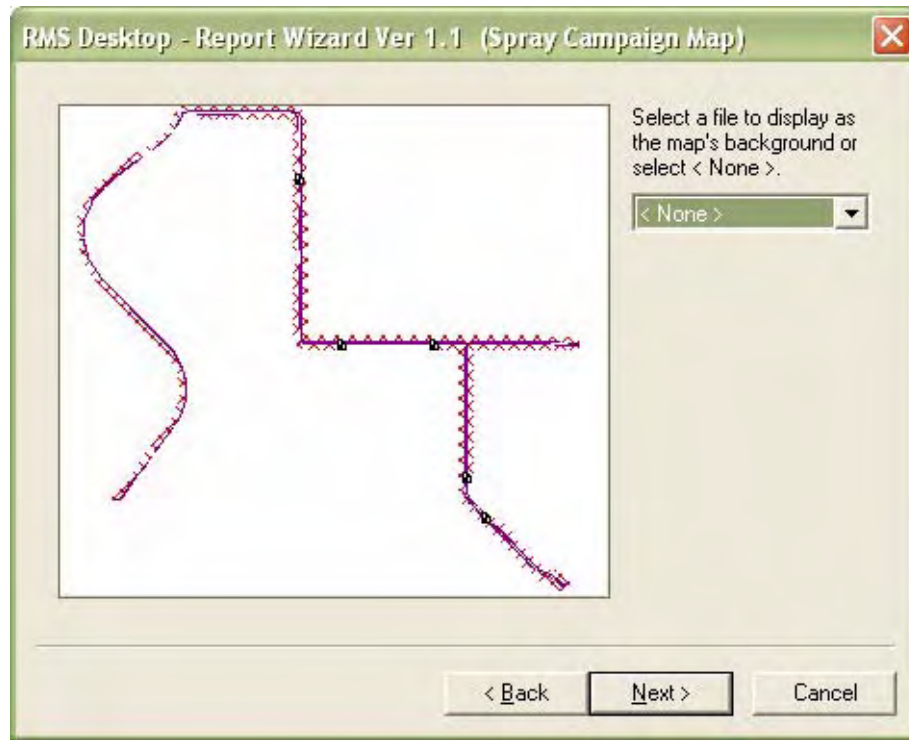 RMS Desktop - Report Wizard Ver 1.1 (Spray Campaign Map)
Select a file to display as
the map's background or
select < None >.
< None >
< Back
Next >
Cancel